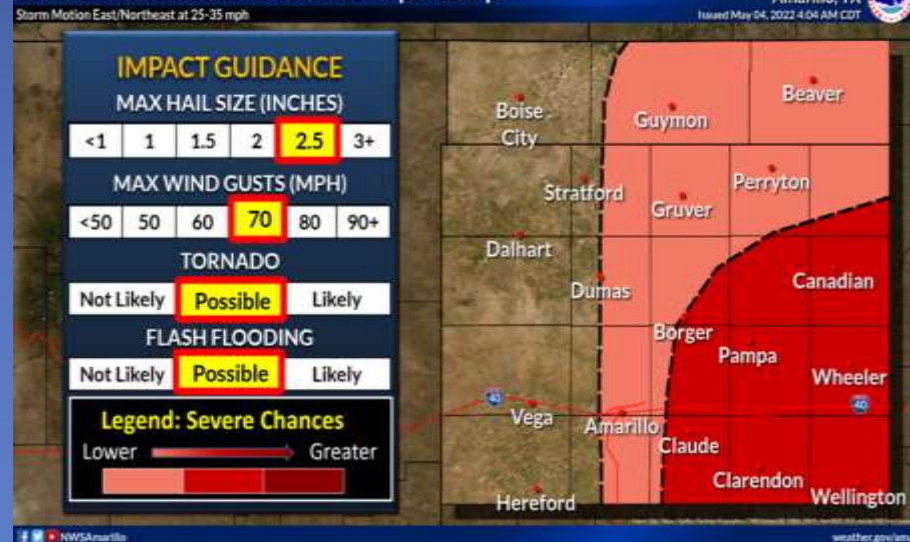 Storm Motion East/Northeast at 25-35 mph
Amarillo, TX
Issued May 04, 2022 4:04 AM CDT
IMPACT GUIDANCE
MAX HAIL SIZE (INCHES)
<1 1 1.5 2 2.5 3+
MAX WIND GUSTS (MPH)
<50 50 60 70 80 90+
TORNADO
Not Likely Possible Likely
FLASH FLOODING
Not Likely Possible Likely
Legend: Severe Chances
Lower Greater
Boise City
Guymon
Beaver
Stratford
Gruver
Perryton
Dalhart
Dumas
Canadian
Borger
Pampa
Wheeler
40
40
Vega
Amarillo
Claude
Clarendon
Hereford
Wellington
NWSAmarillo
weather.gov/ama